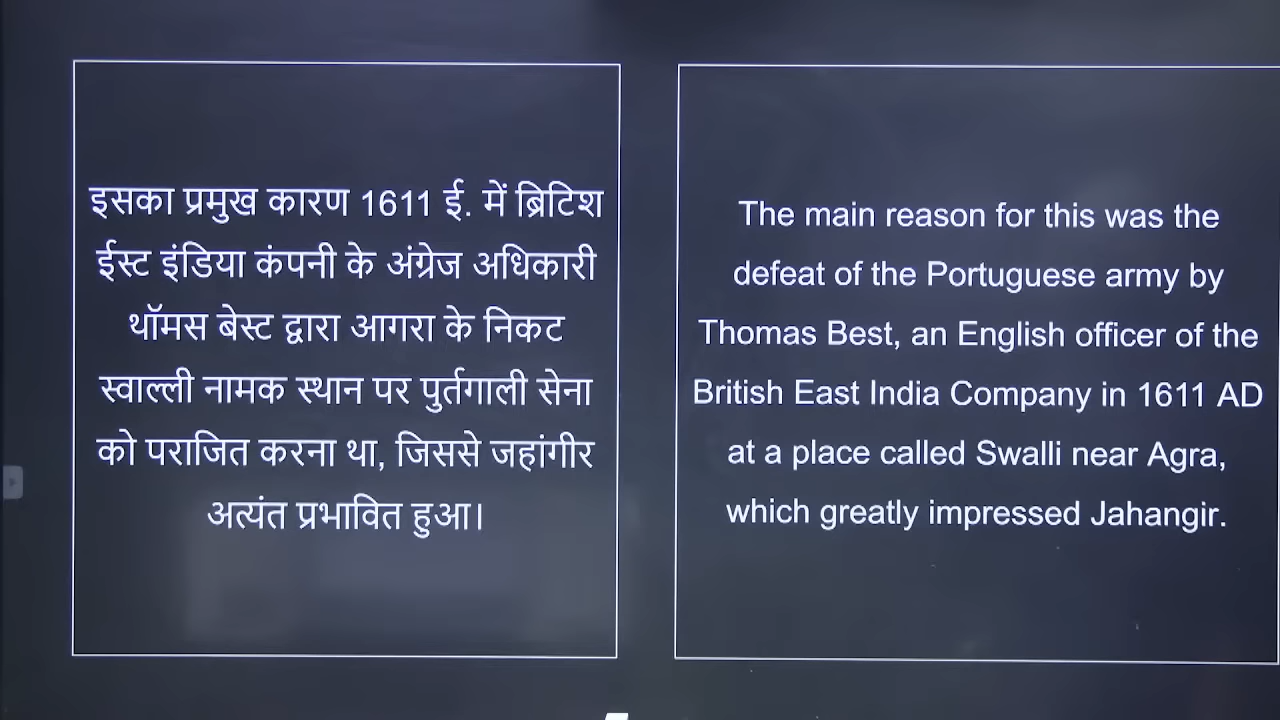 इसका प्रमुख कारण 1611 ई. में ब्रिटिश
ईस्ट इंडिया कंपनी के अंग्रेज अधिकारी
थॉमस बेस्ट द्वारा आगरा के निकट
स्वाल्ली नामक स्थान पर पुर्तगाली सेना
को पराजित करना था, जिससे जहांगीर
अत्यंत प्रभावित हुआ।
The main reason for this was the
defeat of the Portuguese army by
Thomas Best, an English officer of the
British East India Company in 1611 AD
at a place called Swalli near Agra,
which greatly impressed Jahangir.